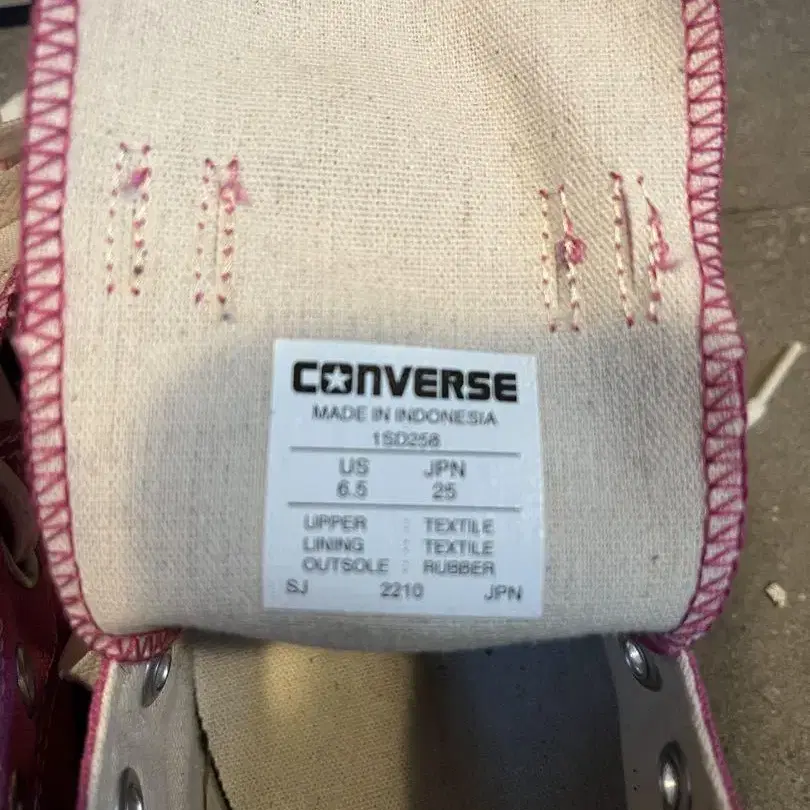 CONVERSE
MADE IN INDONESIA
1SD258
US JPN
6.5 25
UPPER : TEXTILE
LINING : TEXTILE
OUTSOLE : RUBBER
SJ 2210 JPN